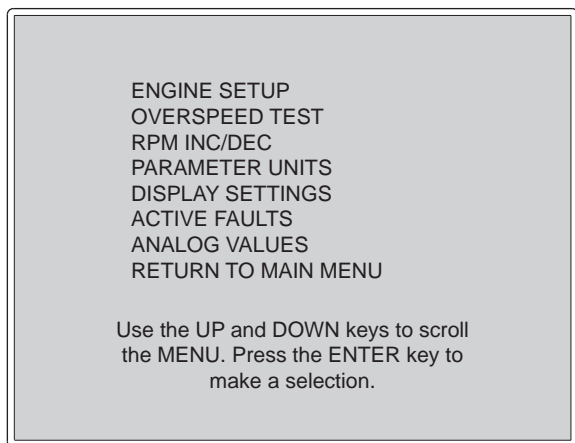 ENGINE SETUP
OVERSPEED TEST
RPM INC/DEC
PARAMETER UNITS
DISPLAY SETTINGS
ACTIVE FAULTS
ANALOG VALUES
RETURN TO MAIN MENU
Use the UP and DOWN keys to scroll
the MENU. Press the ENTER key to
make a selection.